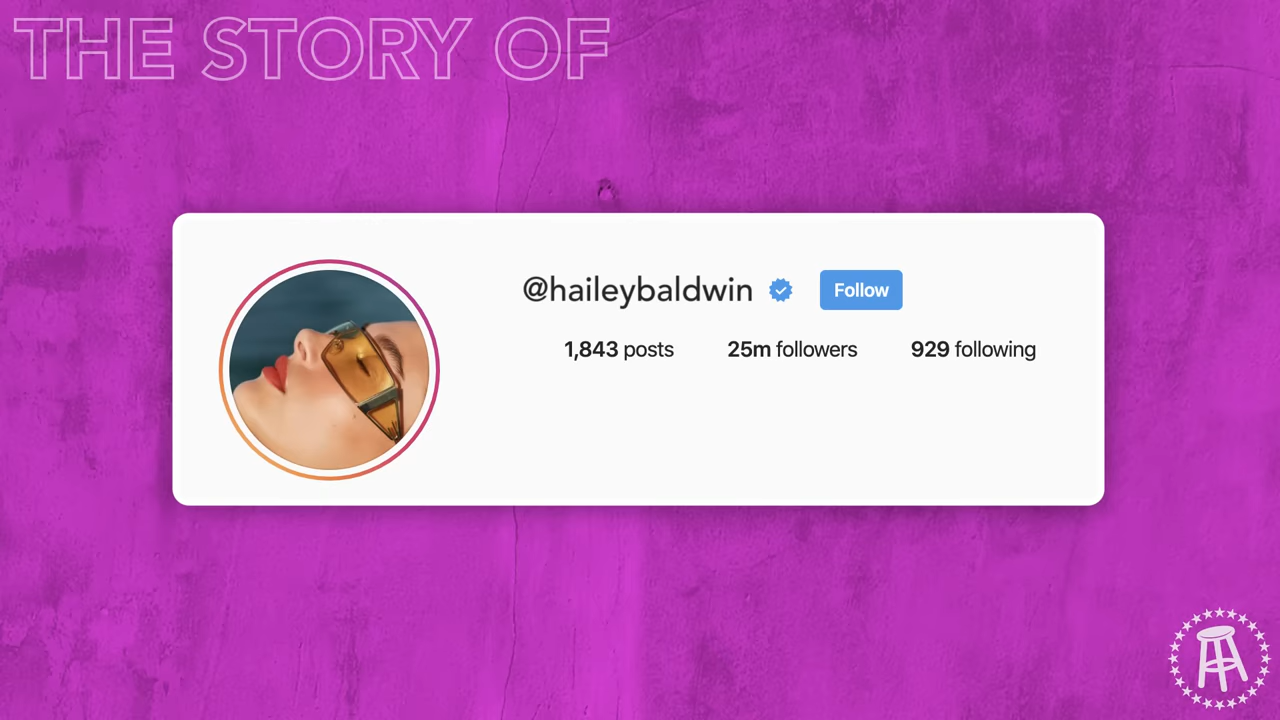 THE STORY OF
@haileybaldwin Follow
1,843 posts 25m followers 929 following